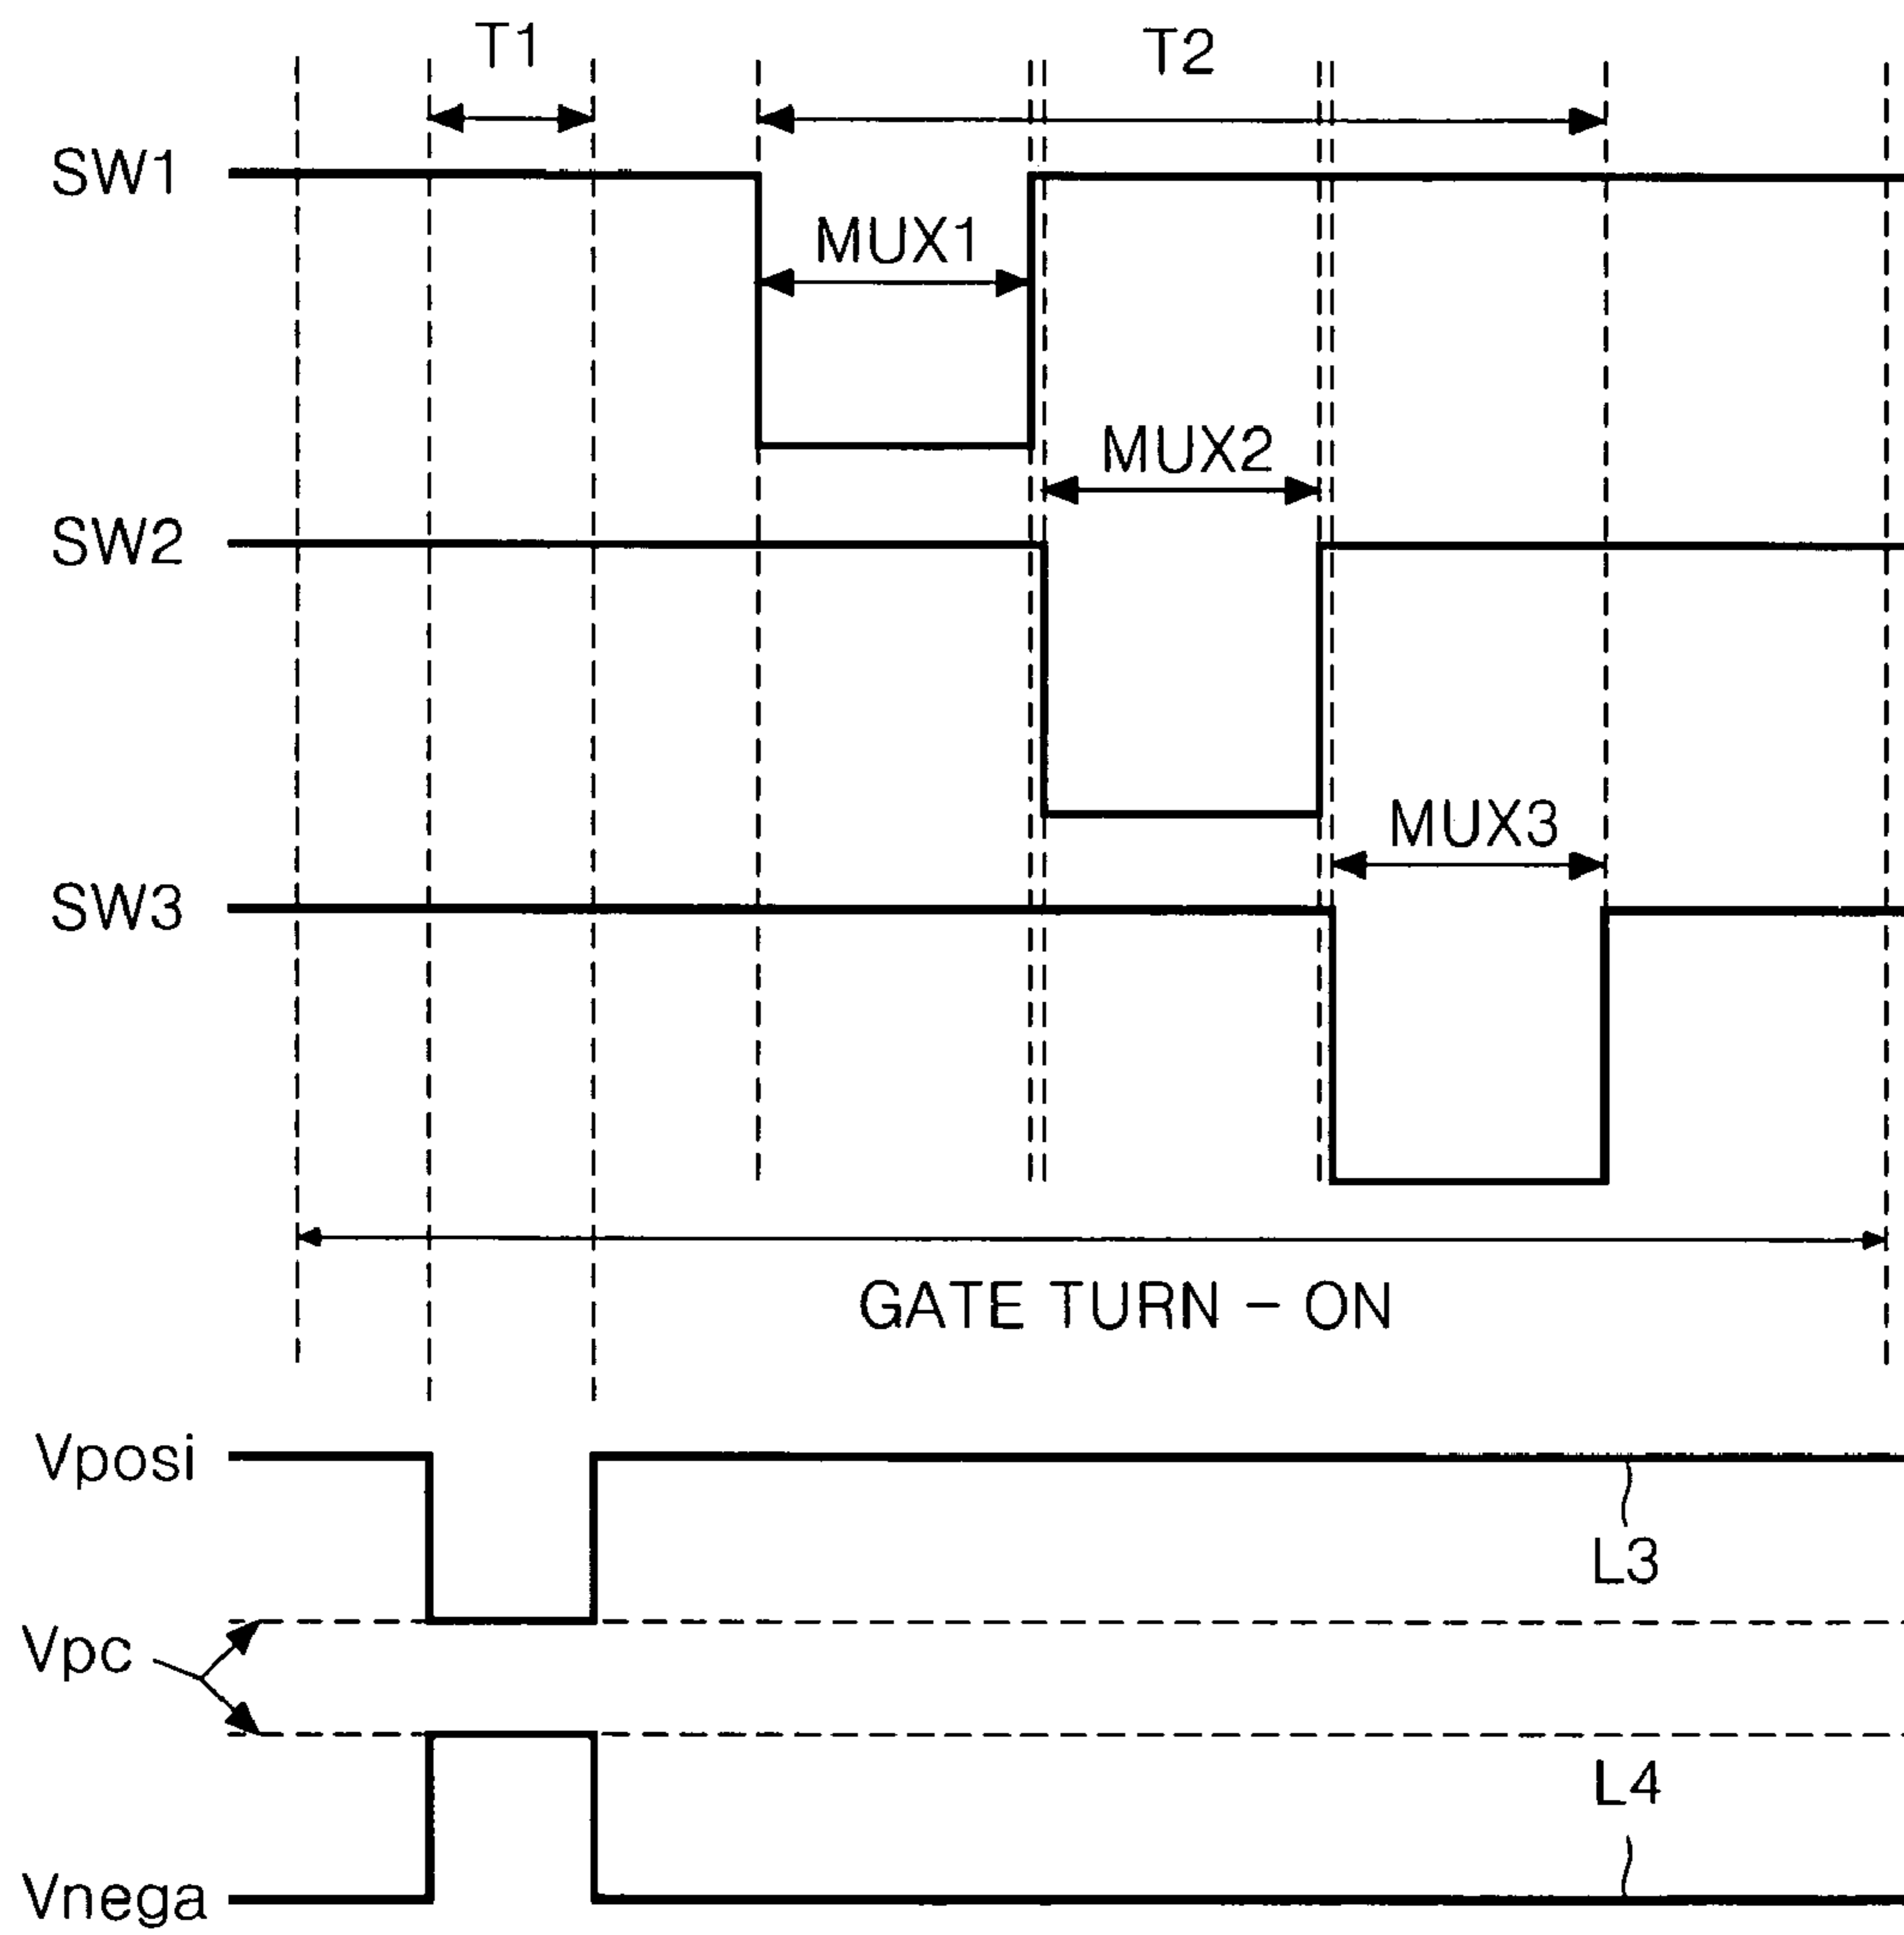 T1
T2
SW1
MUX1
MUX2
SW2
MUX3
SW3
GATE TURN – ON
Vposi
L3
Vpc
L4
Vnega